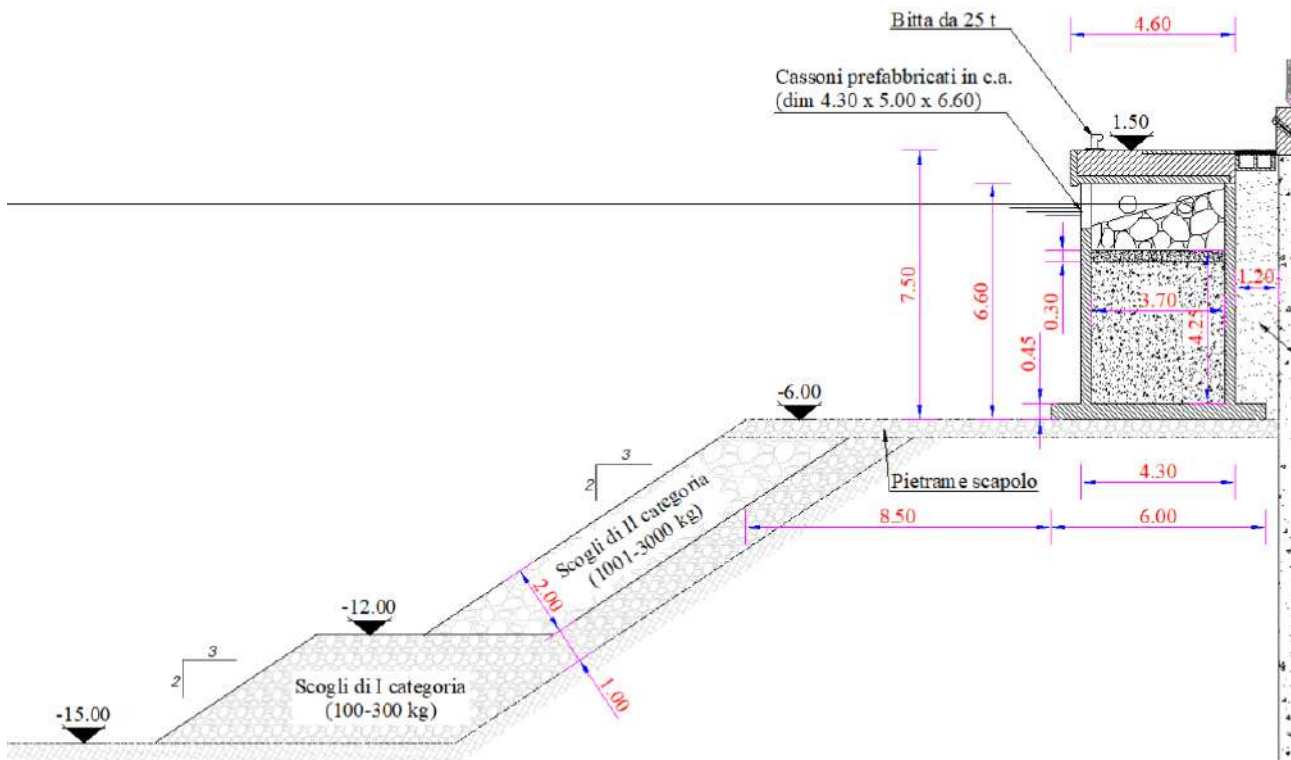 Bitta da 25 t
4.60
Cassoni prefabbricati in c.a.
(dim 4.30 x 5.00 x 6.60)
1.50
7.50
6.60
0.30
3.70
4.25
1.20
0.45
-6.00
3
2
Pietrame scapolo
4.30
8.50
6.00
Scogli di II categoria
(1001-3000 kg)
2.00
-12.00
3
2
Scogli di I categoria
(100-300 kg)
1.00
-15.00